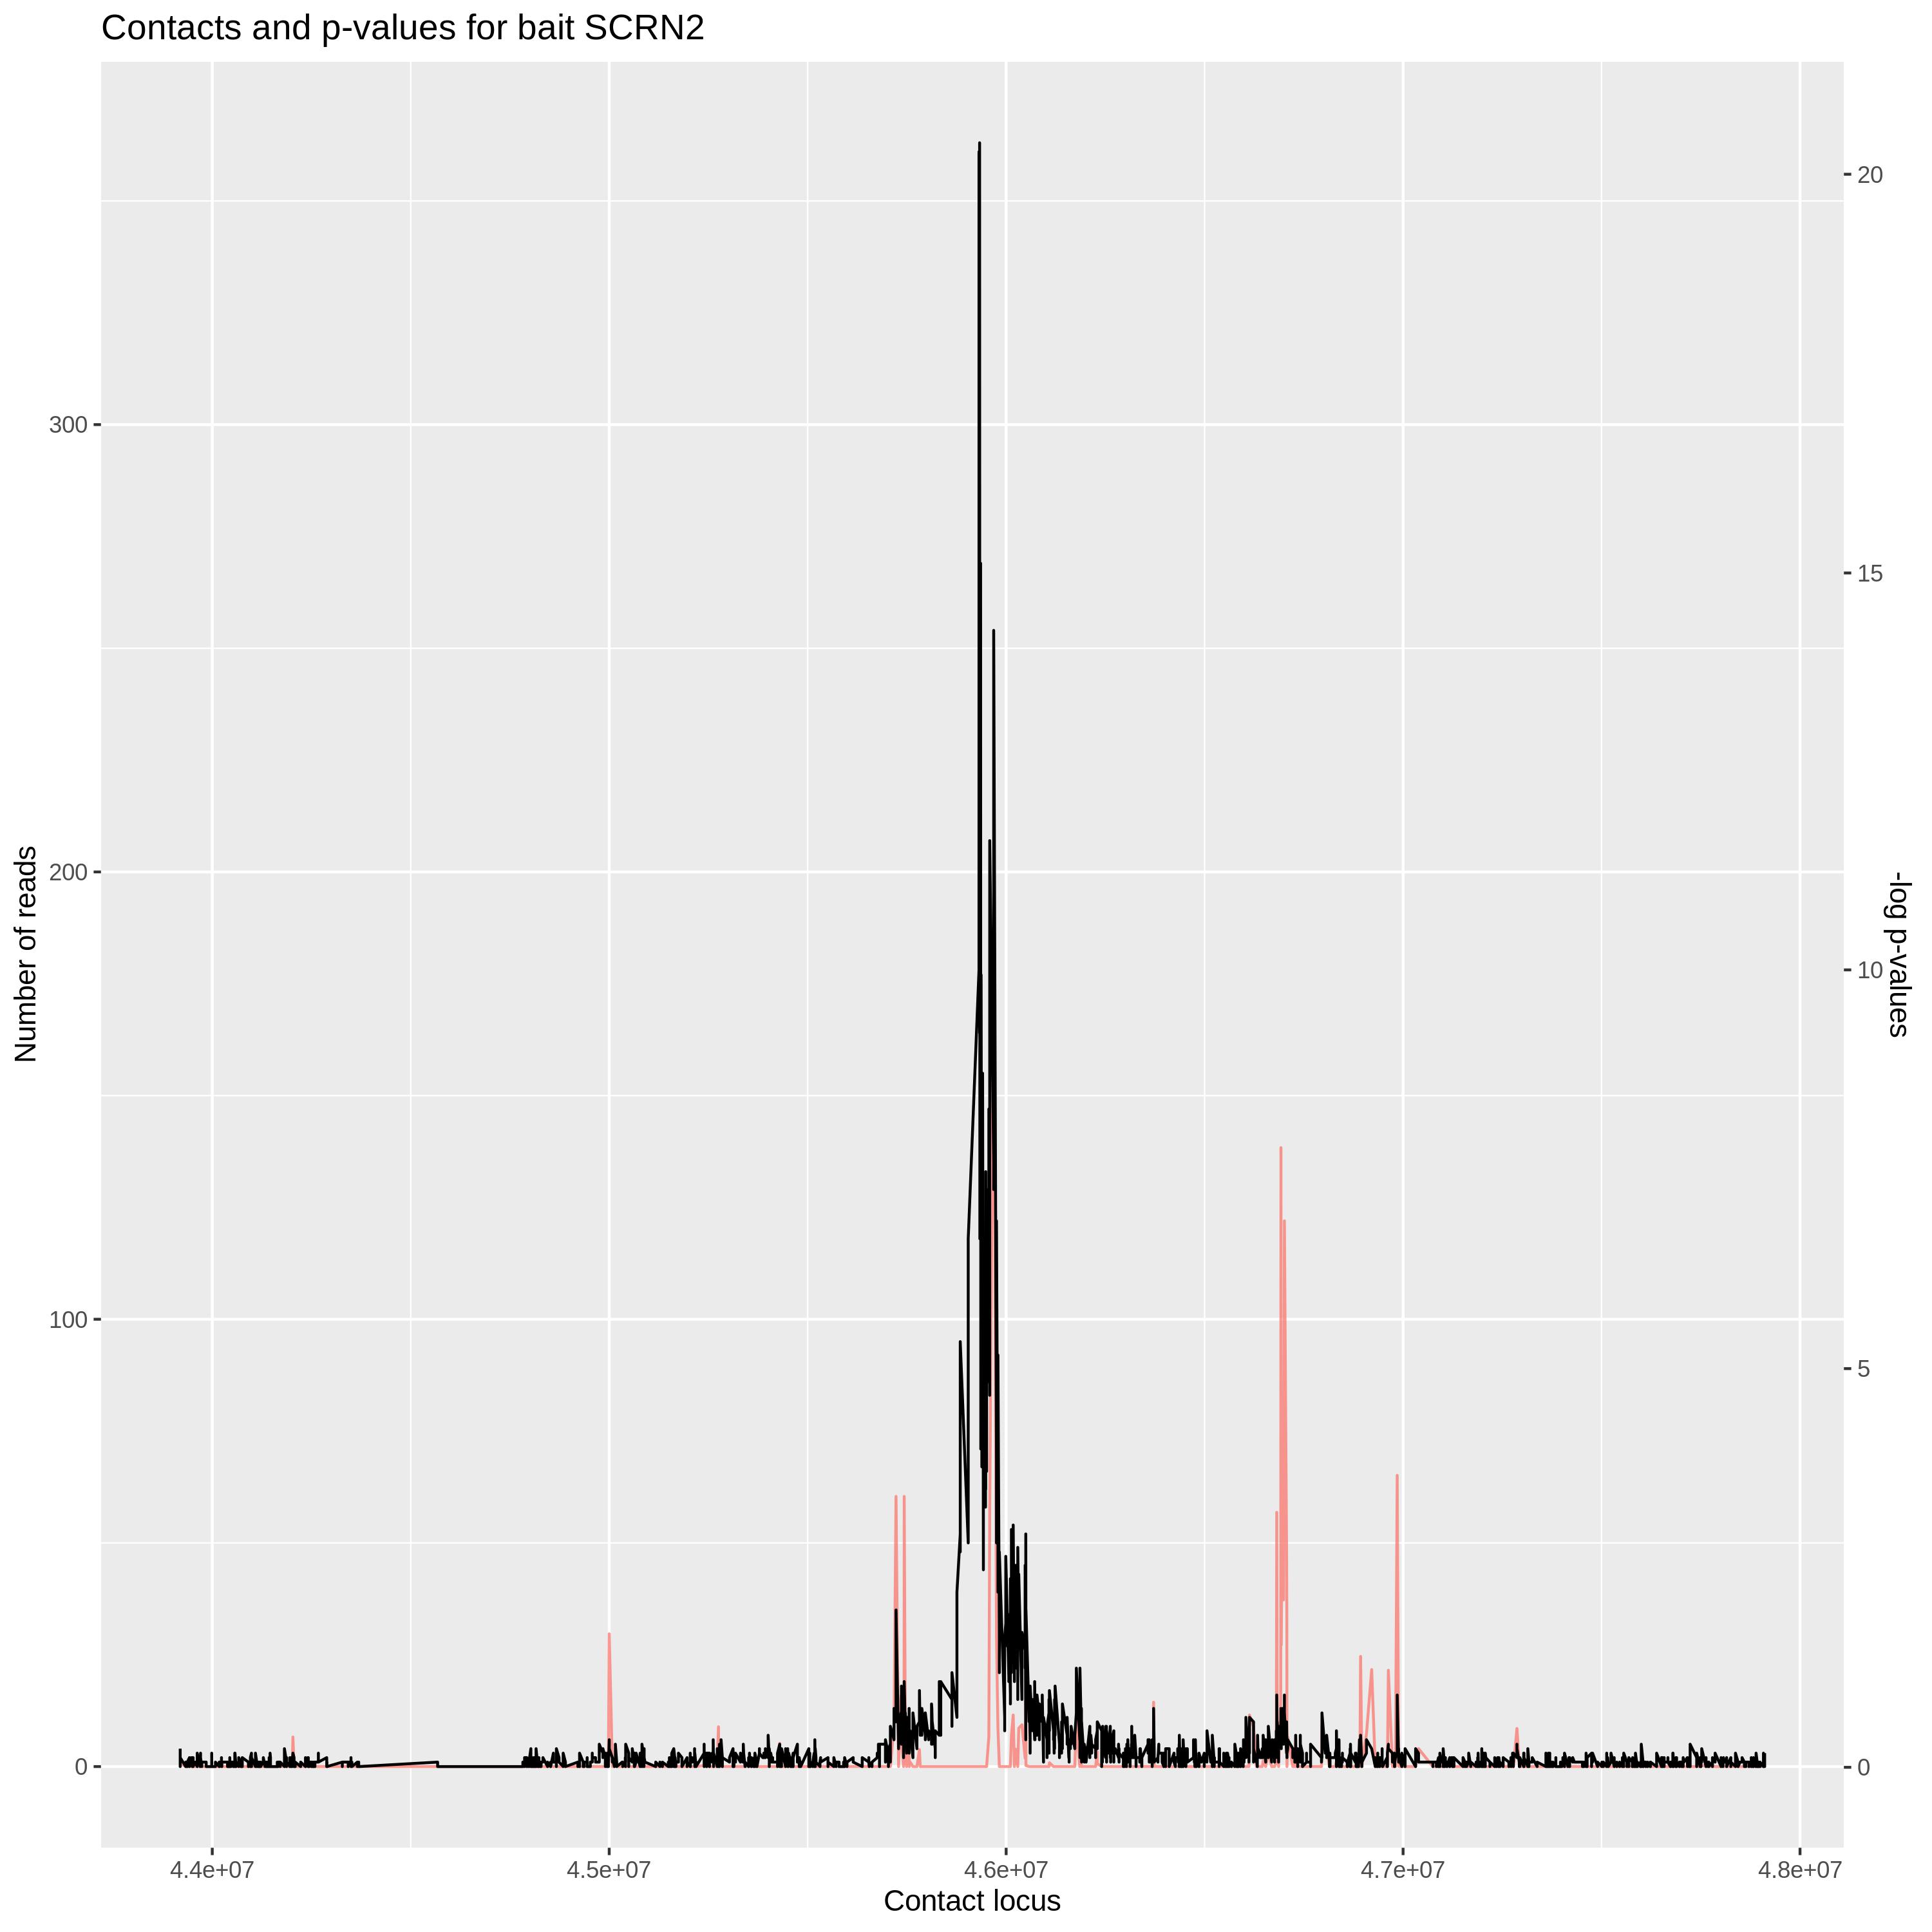 Contacts and p-values for bait SCRN2
Number of reads
300
200
100
0
20
15
10
5
0
-log p-values
4.4e+07
4.5e+07
4.6e+07
4.7e+07
4.8e+07
Contact locus